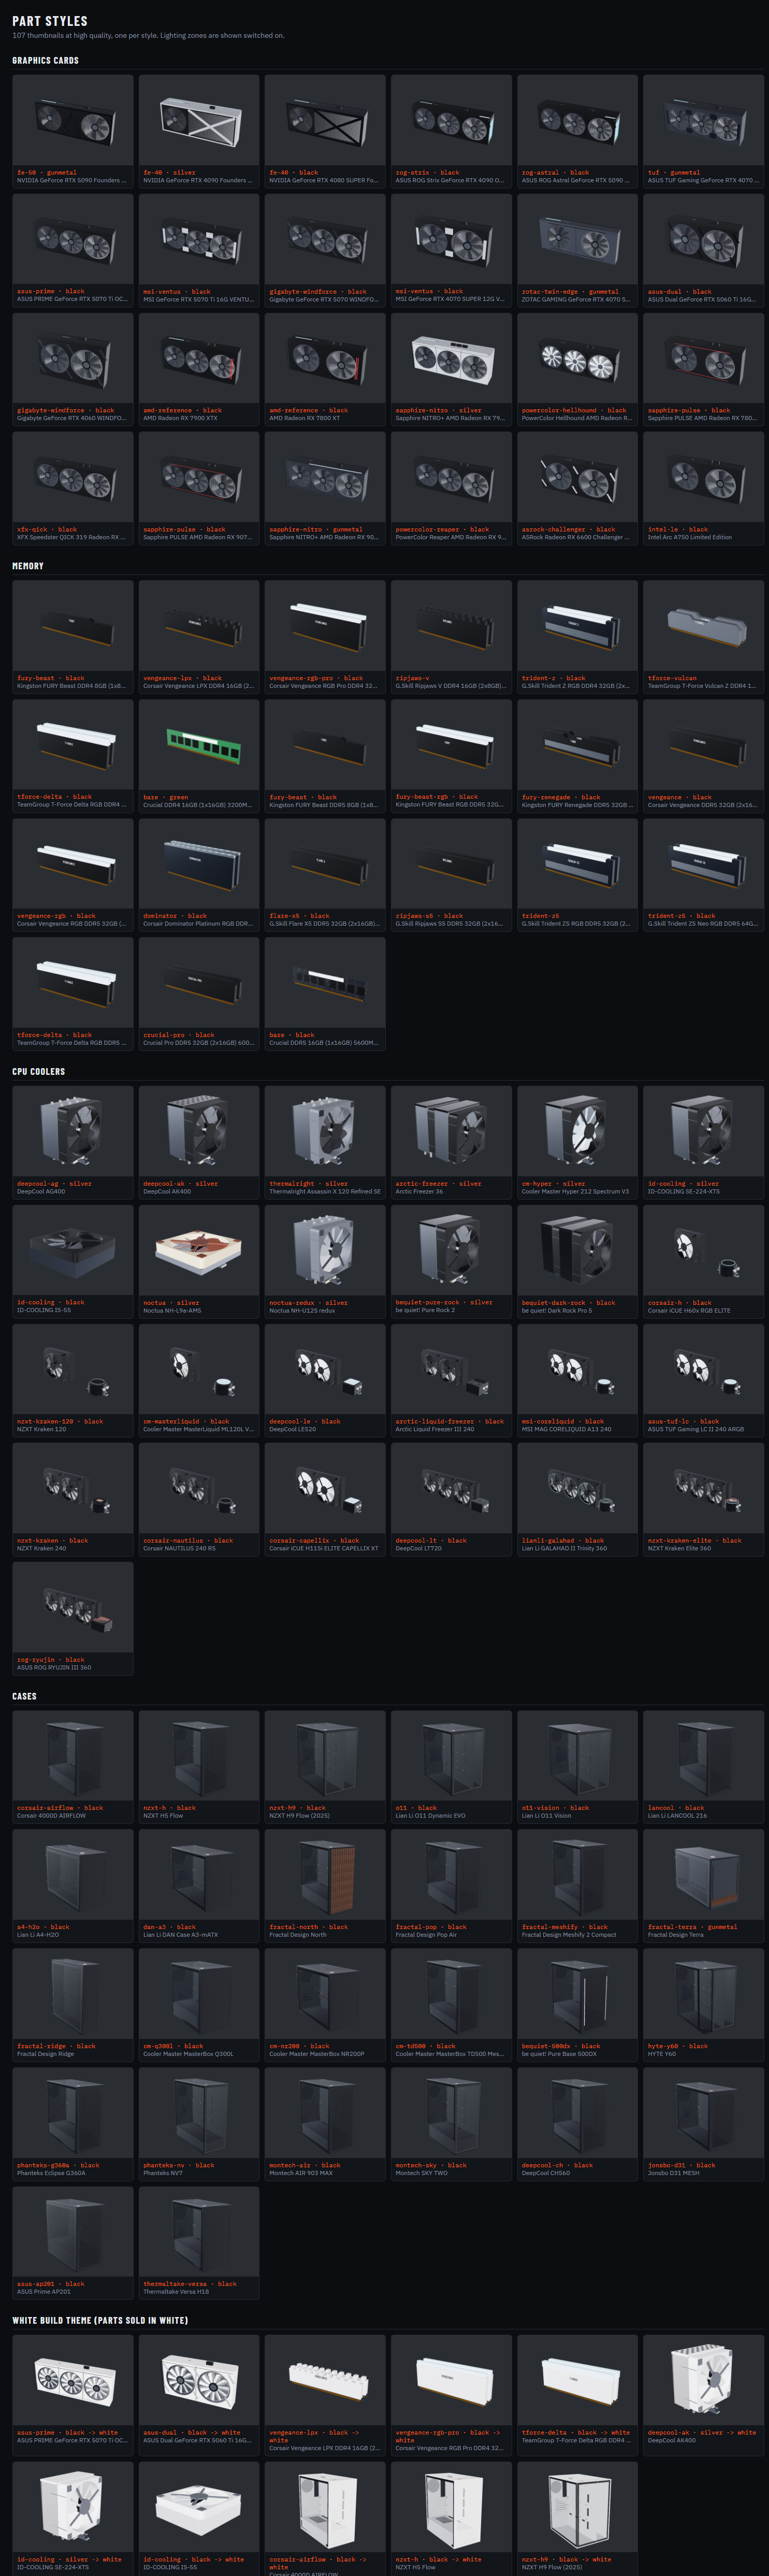 PART STYLES
107 thumbnails at high quality, one per style. Lighting zones are shown switched on.
GRAPHICS CARDS
fe-50 · gunmetal
NVIDIA GeForce RTX 5090 Founders ...
fe-40 · silver
NVIDIA GeForce RTX 4090 Founders ...
fe-40 · black
NVIDIA GeForce RTX 4080 SUPER Fo...
rog-strix · black
ASUS ROG Strix GeForce RTX 4090 O...
rog-astral · black
ASUS ROG Astral GeForce RTX 5090 ...
tuf · gunmetal
ASUS TUF Gaming GeForce RTX 4070 ...
asus-prime · black
ASUS PRIME GeForce RTX 5070 Ti OC...
msi-ventus · black
MSI GeForce RTX 5070 Ti 16G VENTU...
gigabyte-windforce · black
Gigabyte GeForce RTX 5070 WINDFO...
msi-ventus · black
MSI GeForce RTX 4070 SUPER 12G V...
zotac-twin-edge · gunmetal
ZOTAC GAMING GeForce RTX 4070 S...
asus-dual · black
ASUS Dual GeForce RTX 5060 Ti 16G...
gigabyte-windforce · black
Gigabyte GeForce RTX 4060 WINDFO...
amd-reference · black
AMD Radeon RX 7900 XTX
amd-reference · black
AMD Radeon RX 7800 XT
sapphire-nitro · silver
Sapphire NITRO+ AMD Radeon RX 79...
powercolor-hellhound · black
PowerColor Hellhound AMD Radeon R...
sapphire-pulse · black
Sapphire PULSE AMD Radeon RX 780...
xfx-qick · black
XFX Speedster QICK 319 Radeon RX ...
sapphire-pulse · black
Sapphire PULSE AMD Radeon RX 907...
sapphire-nitro · gunmetal
Sapphire NITRO+ AMD Radeon RX 90...
powercolor-reaper · black
PowerColor Reaper AMD Radeon RX 9...
asrock-challenger · black
ASRock Radeon RX 6600 Challenger ...
intel-le · black
Intel Arc A750 Limited Edition
MEMORY
fury-beast · black
Kingston FURY Beast DDR4 8GB (1x8...
vengeance-lpx · black
Corsair Vengeance LPX DDR4 16GB (2...
vengeance-rgb-pro · black
Corsair Vengeance RGB Pro DDR4 32...
ripjaws-v
G.Skill Ripjaws V DDR4 16GB (2x8GB)...
trident-z · black
G.Skill Trident Z RGB DDR4 32GB (2x...
tforce-vulcan
TeamGroup T-Force Vulcan Z DDR4 1...
tforce-delta · black
TeamGroup T-Force Delta RGB DDR4 ...
bare · green
Crucial DDR4 16GB (1x16GB) 3200M...
fury-beast · black
Kingston FURY Beast DDR5 8GB (1x8...
fury-beast-rgb · black
Kingston FURY Beast RGB DDR5 32G...
fury-renegade · black
Kingston FURY Renegade DDR5 32GB ...
vengeance · black
Corsair Vengeance DDR5 32GB (2x16...
vengeance-rgb · black
Corsair Vengeance RGB DDR5 32GB (...
dominator · black
Corsair Dominator Platinum RGB DDR...
flare-x5 · black
G.Skill Flare X5 DDR5 32GB (2x16GB)...
ripjaws-s5 · black
G.Skill Ripjaws S5 DDR5 32GB (2x16...
trident-z5
G.Skill Trident Z5 RGB DDR5 32GB (2...
trident-z5 · black
G.Skill Trident Z5 Neo RGB DDR5 64G...
tforce-delta · black
TeamGroup T-Force Delta RGB DDR5 ...
crucial-pro · black
Crucial Pro DDR5 32GB (2x16GB) 600...
bare · black
Crucial DDR5 16GB (1x16GB) 5600M...
CPU COOLERS
deepcool-ag · silver
DeepCool AG400
deepcool-ak · silver
DeepCool AK400
thermalright · silver
Thermalright Assassin X 120 Refined SE
arctic-freezer · silver
Arctic Freezer 36
cm-hyper · silver
Cooler Master Hyper 212 Spectrum V3
id-cooling · silver
ID-COOLING SE-224-XTS
id-cooling · black
ID-COOLING IS-55
noctua · silver
Noctua NH-L9a-AM5
noctua-redux · silver
Noctua NH-U12S redux
bequiet-pure-rock · silver
be quiet! Pure Rock 2
bequiet-dark-rock · black
be quiet! Dark Rock Pro 5
corsair-h · black
Corsair iCUE H60x RGB ELITE
nzxt-kraken-120 · black
NZXT Kraken 120
cm-masterliquid · black
Cooler Master MasterLiquid ML120L V...
deepcool-le · black
DeepCool LE520
arctic-liquid-freezer · black
Arctic Liquid Freezer III 240
msi-coreliquid · black
MSI MAG CORELIQUID A13 240
asus-tuf-lc · black
ASUS TUF Gaming LC II 240 ARGB
nzxt-kraken · black
NZXT Kraken 240
corsair-nautilus · black
Corsair NAUTILUS 240 RS
corsair-capellix · black
Corsair iCUE H115i ELITE CAPELLIX XT
deepcool-lt · black
DeepCool LT720
lianli-galahad · black
Lian Li GALAHAD II Trinity 360
nzxt-kraken-elite · black
NZXT Kraken Elite 360
rog-ryujin · black
ASUS ROG RYUJIN III 360
CASES
corsair-airflow · black
Corsair 4000D AIRFLOW
nzxt-h · black
NZXT H5 Flow
nzxt-h9 · black
NZXT H9 Flow (2025)
o11 · black
Lian Li O11 Dynamic EVO
o11-vision · black
Lian Li O11 Vision
lancool · black
Lian Li LANCOOL 216
a4-h2o · black
Lian Li A4-H2O
dan-a3 · black
Lian Li DAN Case A3-mATX
fractal-north · black
Fractal Design North
fractal-pop · black
Fractal Design Pop Air
fractal-meshify · black
Fractal Design Meshify 2 Compact
fractal-terra · gunmetal
Fractal Design Terra
fractal-ridge · black
Fractal Design Ridge
cm-q300l · black
Cooler Master MasterBox Q300L
cm-nr200 · black
Cooler Master MasterBox NR200P
cm-td500 · black
Cooler Master MasterBox TD500 Mes...
bequiet-500dx · black
be quiet! Pure Base 500DX
hyte-y60 · black
HYTE Y60
phanteks-g360a · black
Phanteks Eclipse G360A
phanteks-nv · black
Phanteks NV7
montech-air · black
Montech AIR 903 MAX
montech-sky · black
Montech SKY TWO
deepcool-ch · black
DeepCool CH560
jonsbo-d31 · black
Jonsbo D31 MESH
asus-ap201 · black
ASUS Prime AP201
thermaltake-versa · black
Thermaltake Versa H18
WHITE BUILD THEME (PARTS SOLD IN WHITE)
asus-prime · black -> white
ASUS PRIME GeForce RTX 5070 Ti OC...
asus-dual · black -> white
ASUS Dual GeForce RTX 5060 Ti 16G...
vengeance-lpx · black ->
white
Corsair Vengeance LPX DDR4 16GB (2...
vengeance-rgb-pro · black ->
white
Corsair Vengeance RGB Pro DDR4 32...
tforce-delta · black -> white
TeamGroup T-Force Delta RGB DDR4 ...
deepcool-ak · silver -> white
DeepCool AK400
id-cooling · silver -> white
ID-COOLING SE-224-XTS
id-cooling · black -> white
ID-COOLING IS-55
corsair-airflow · black ->
white
Corsair 4000D AIRFLOW
nzxt-h · black -> white
NZXT H5 Flow
nzxt-h9 · black -> white
NZXT H9 Flow (2025)